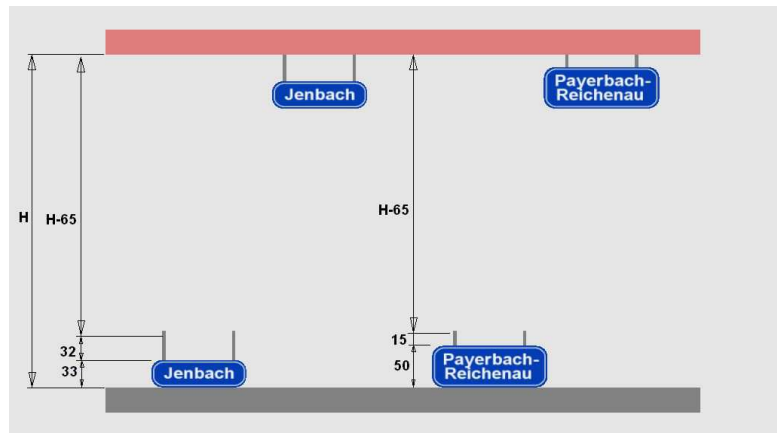 Jenbach
Payerbach-
Reichenau
H
H-65
H-65
32
33
Jenbach
15
50
Payerbach-
Reichenau